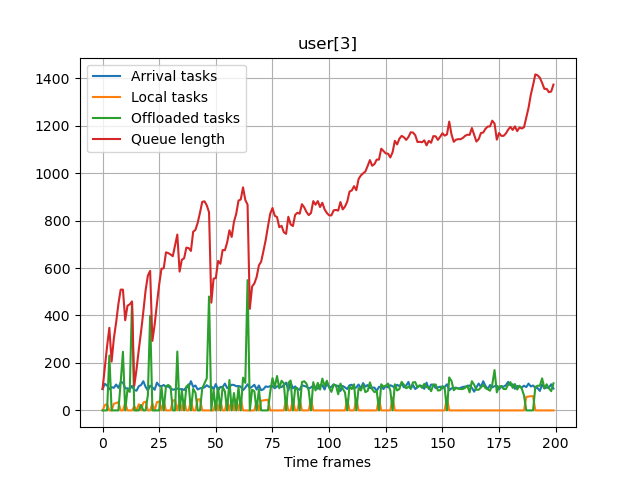 user[3]
Arrival tasks
Local tasks
Offloaded tasks
Queue length
1400
1200
1000
800
600
400
200
0
0 25 50 75 100 125 150 175 200
Time frames